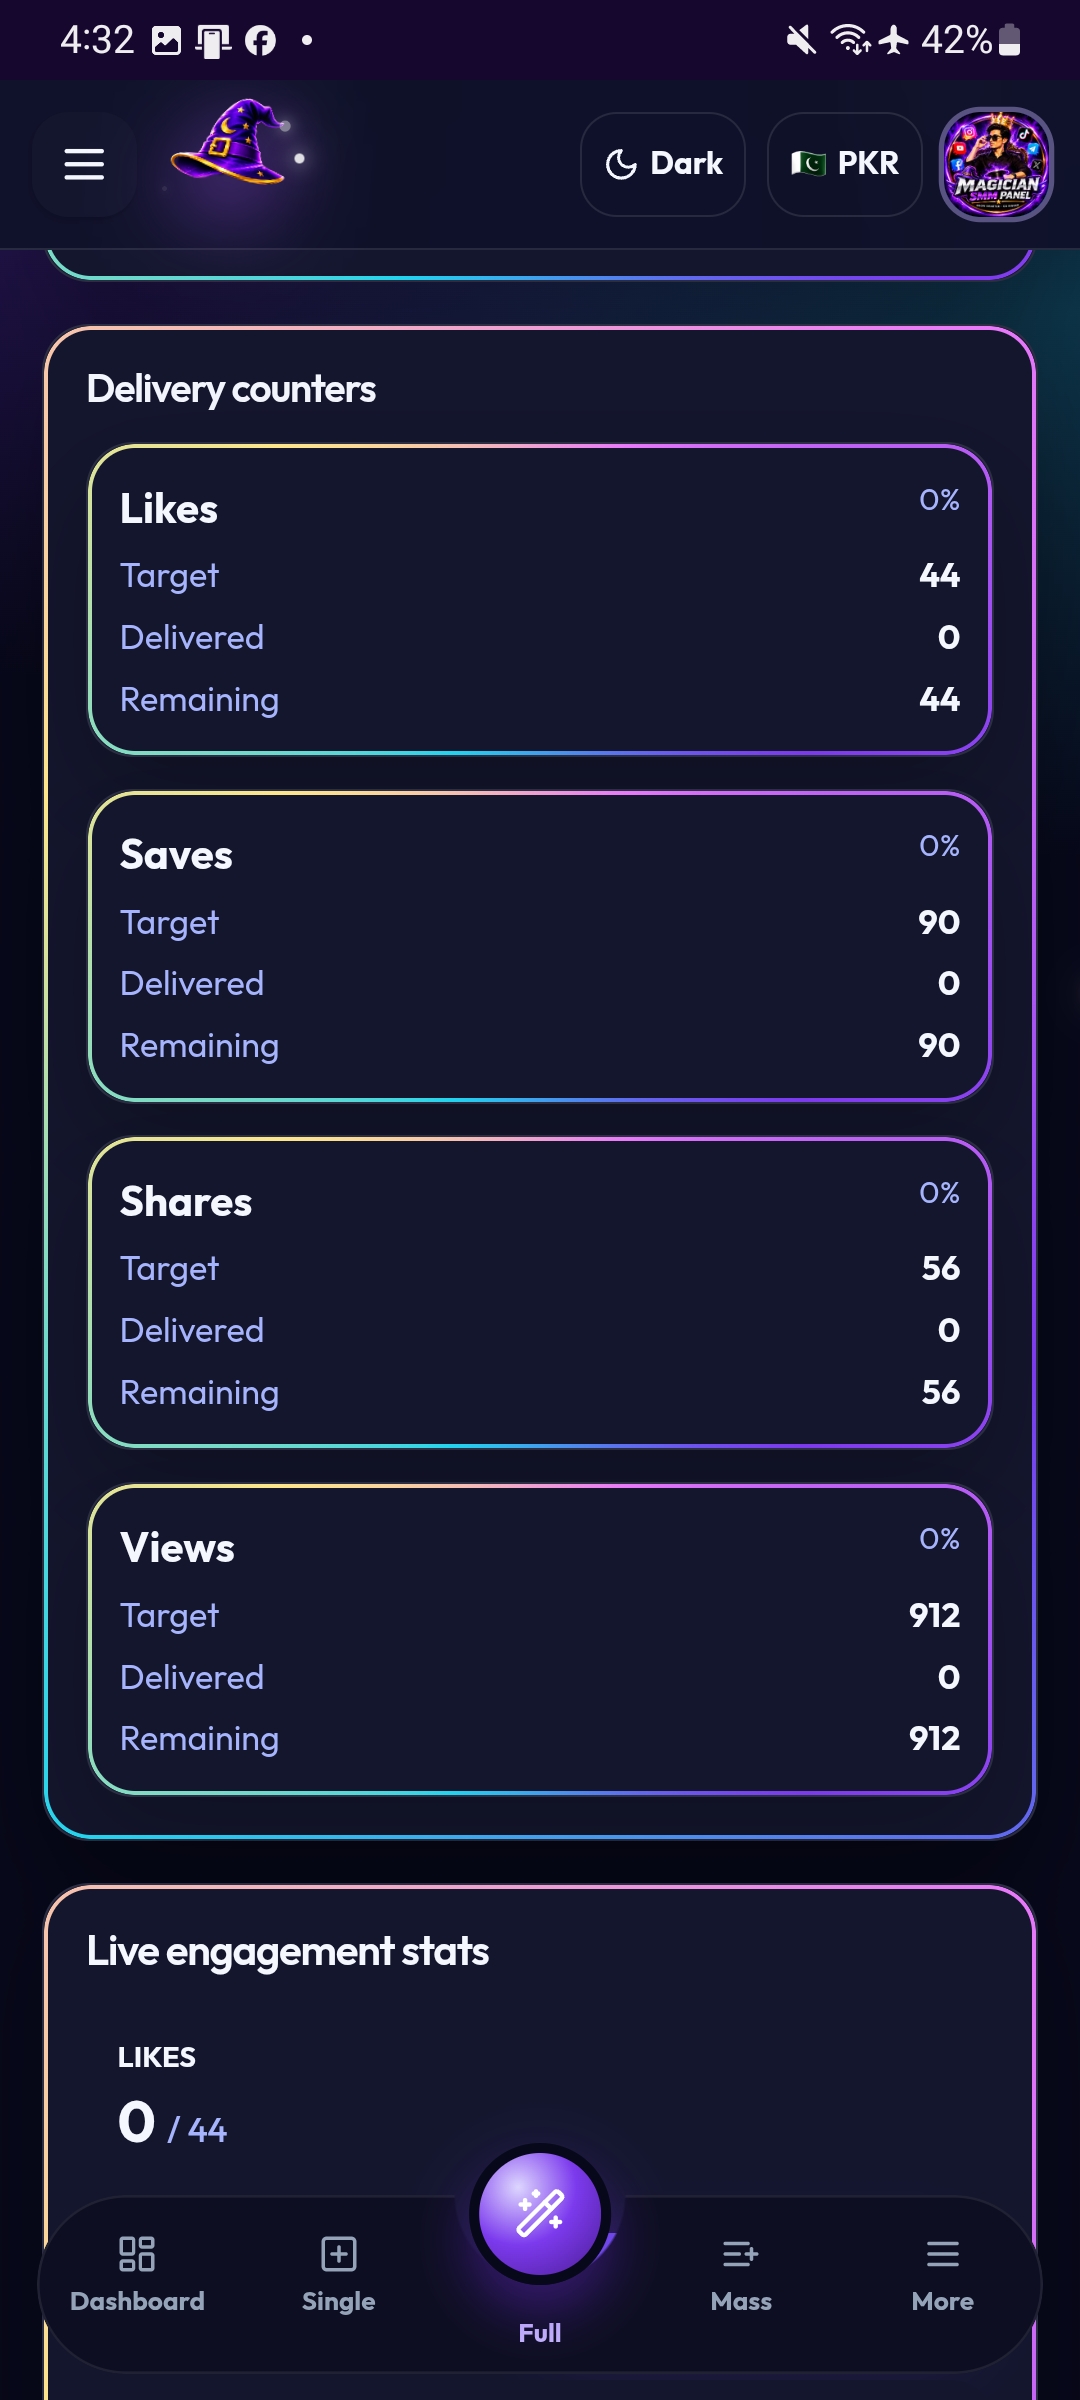 4:32
42%
Dark
PKR
MAGICIAN
SMM PANEL
Delivery counters
Likes
0%
Target
44
Delivered
0
Remaining
44
Saves
0%
Target
90
Delivered
0
Remaining
90
Shares
0%
Target
56
Delivered
0
Remaining
56
Views
0%
Target
912
Delivered
0
Remaining
912
Live engagement stats
LIKES
0 / 44
Dashboard
Single
Full
Mass
More